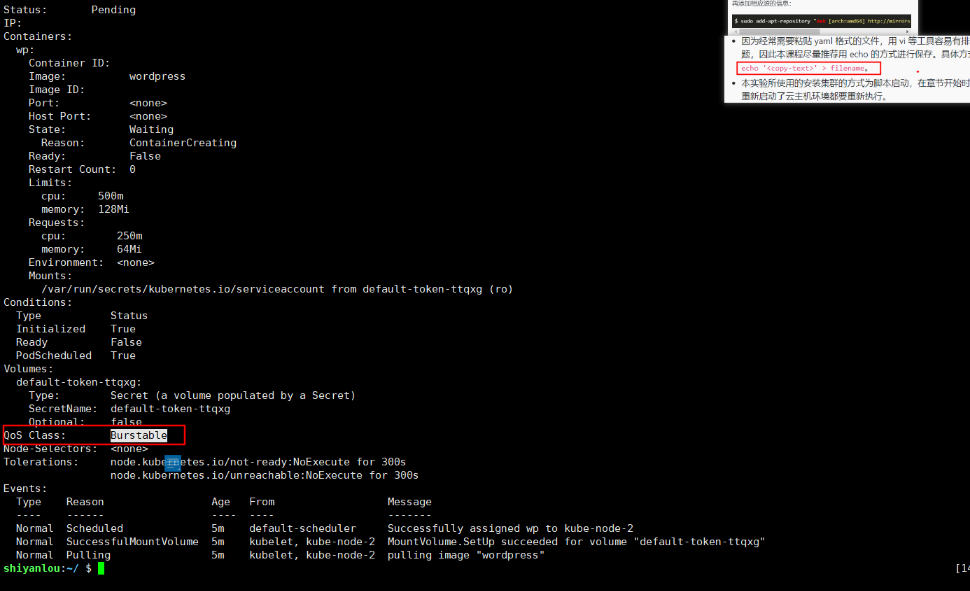 Status:       Pending
IP:
Containers:
  wp:
    Container ID:
    Image:          wordpress
    Image ID:
    Port:           <none>
    Host Port:      <none>
    State:          Waiting
      Reason:       ContainerCreating
    Ready:          False
    Restart Count:  0
    Limits:
      cpu:     500m
      memory:  128Mi
    Requests:
      cpu:        250m
      memory:     64Mi
    Environment:  <none>
    Mounts:
      /var/run/secrets/kubernetes.io/serviceaccount from default-token-ttqxg (ro)
Conditions:
  Type           Status
  Initialized    True
  Ready          False
  PodScheduled   True
Volumes:
  default-token-ttqxg:
    Type:        Secret (a volume populated by a Secret)
    SecretName:  default-token-ttqxg
    Optional:    false
QoS Class:       Burstable
Node-Selectors:  <none>
Tolerations:     node.kubernetes.io/not-ready:NoExecute for 300s
                 node.kubernetes.io/unreachable:NoExecute for 300s
Events:
  Type    Reason                 Age   From                   Message
  ----    ------                 ----  ----                   -------
  Normal  Scheduled              5m    default-scheduler      Successfully assigned wp to kube-node-2
  Normal  SuccessfulMountVolume  5m    kubelet, kube-node-2  MountVolume.SetUp succeeded for volume "default-token-ttqxg"
  Normal  Pulling                5m    kubelet, kube-node-2  pulling image "wordpress"
shiyanlou:~/ $ [14
$ sudo add-apt-repository "deb [arch=amd64] http://mirrors
• 因为经常需要粘贴 yaml 格式的文件，用 vi 等工具容易有排
题，因此本课程尽量推荐用 echo 的方式进行保存。具体方式
echo '<copy-text>' > filename。
• 本实验所使用的安装集群的方式为脚本启动，在章节开始时
重新启动了云主机环境都要重新执行。